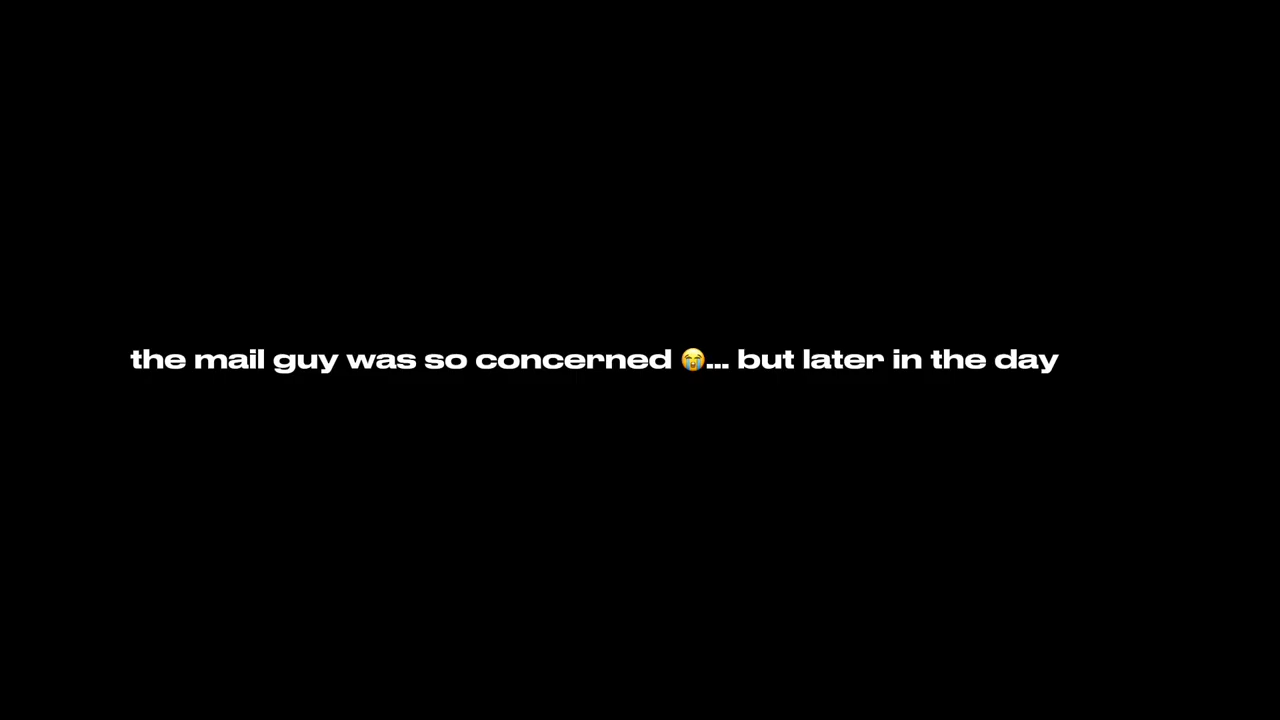 the mail guy was so concerned 😭... but later in the day